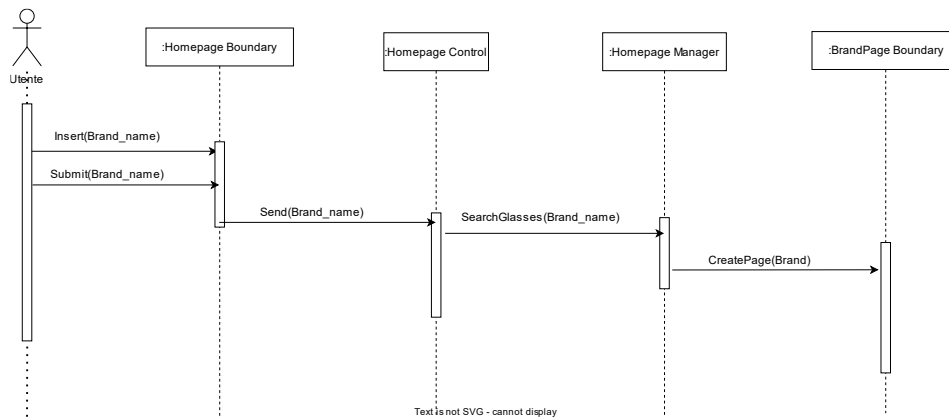 :Homepage Boundary
:Homepage Control
:Homepage Manager
:BrandPage Boundary
Utente
Insert(Brand_name)
Submit(Brand_name)
Send(Brand_name)
SearchGlasses(Brand_name)
CreatePage(Brand)
Text is not SVG - cannot display